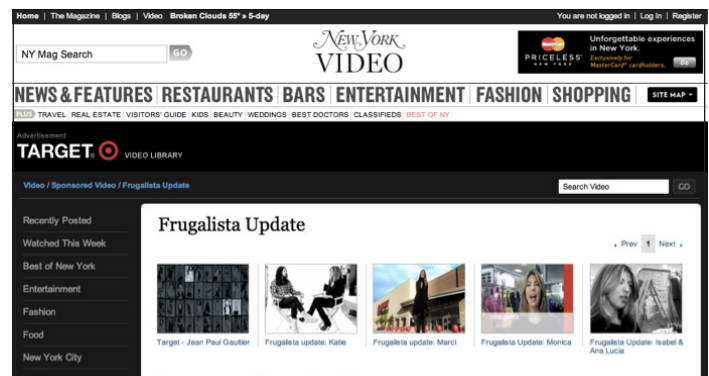 Home | The Magazine | Blogs | Video Broken Clouds 55° » 5-day
You are not logged in | Log In | Register
NY Mag Search GO
NEW YORK
VIDEO
PRICELESS
NEW YORK
Unforgettable experiences
in New York.
Exclusively for
MasterCard® cardholders.
Go
NEWS & FEATURES RESTAURANTS BARS ENTERTAINMENT FASHION SHOPPING SITE MAP
PLUS TRAVEL REAL ESTATE VISITORS' GUIDE KIDS BEAUTY WEDDINGS BEST DOCTORS CLASSIFIEDS BEST OF NY
Advertisement
TARGET VIDEO LIBRARY
Video / Sponsored Video / Frugalista Update
Search Video GO
Recently Posted
Watched This Week
Best of New York
Entertainment
Fashion
Food
New York City
Frugalista Update
Prev 1 Next
Target - Jean Paul Gaultier
Frugalista update: Katie
Frugalista update: Marci
Frugalista Update: Monica
Frugalista Update: Isabel &
Ana Lucia